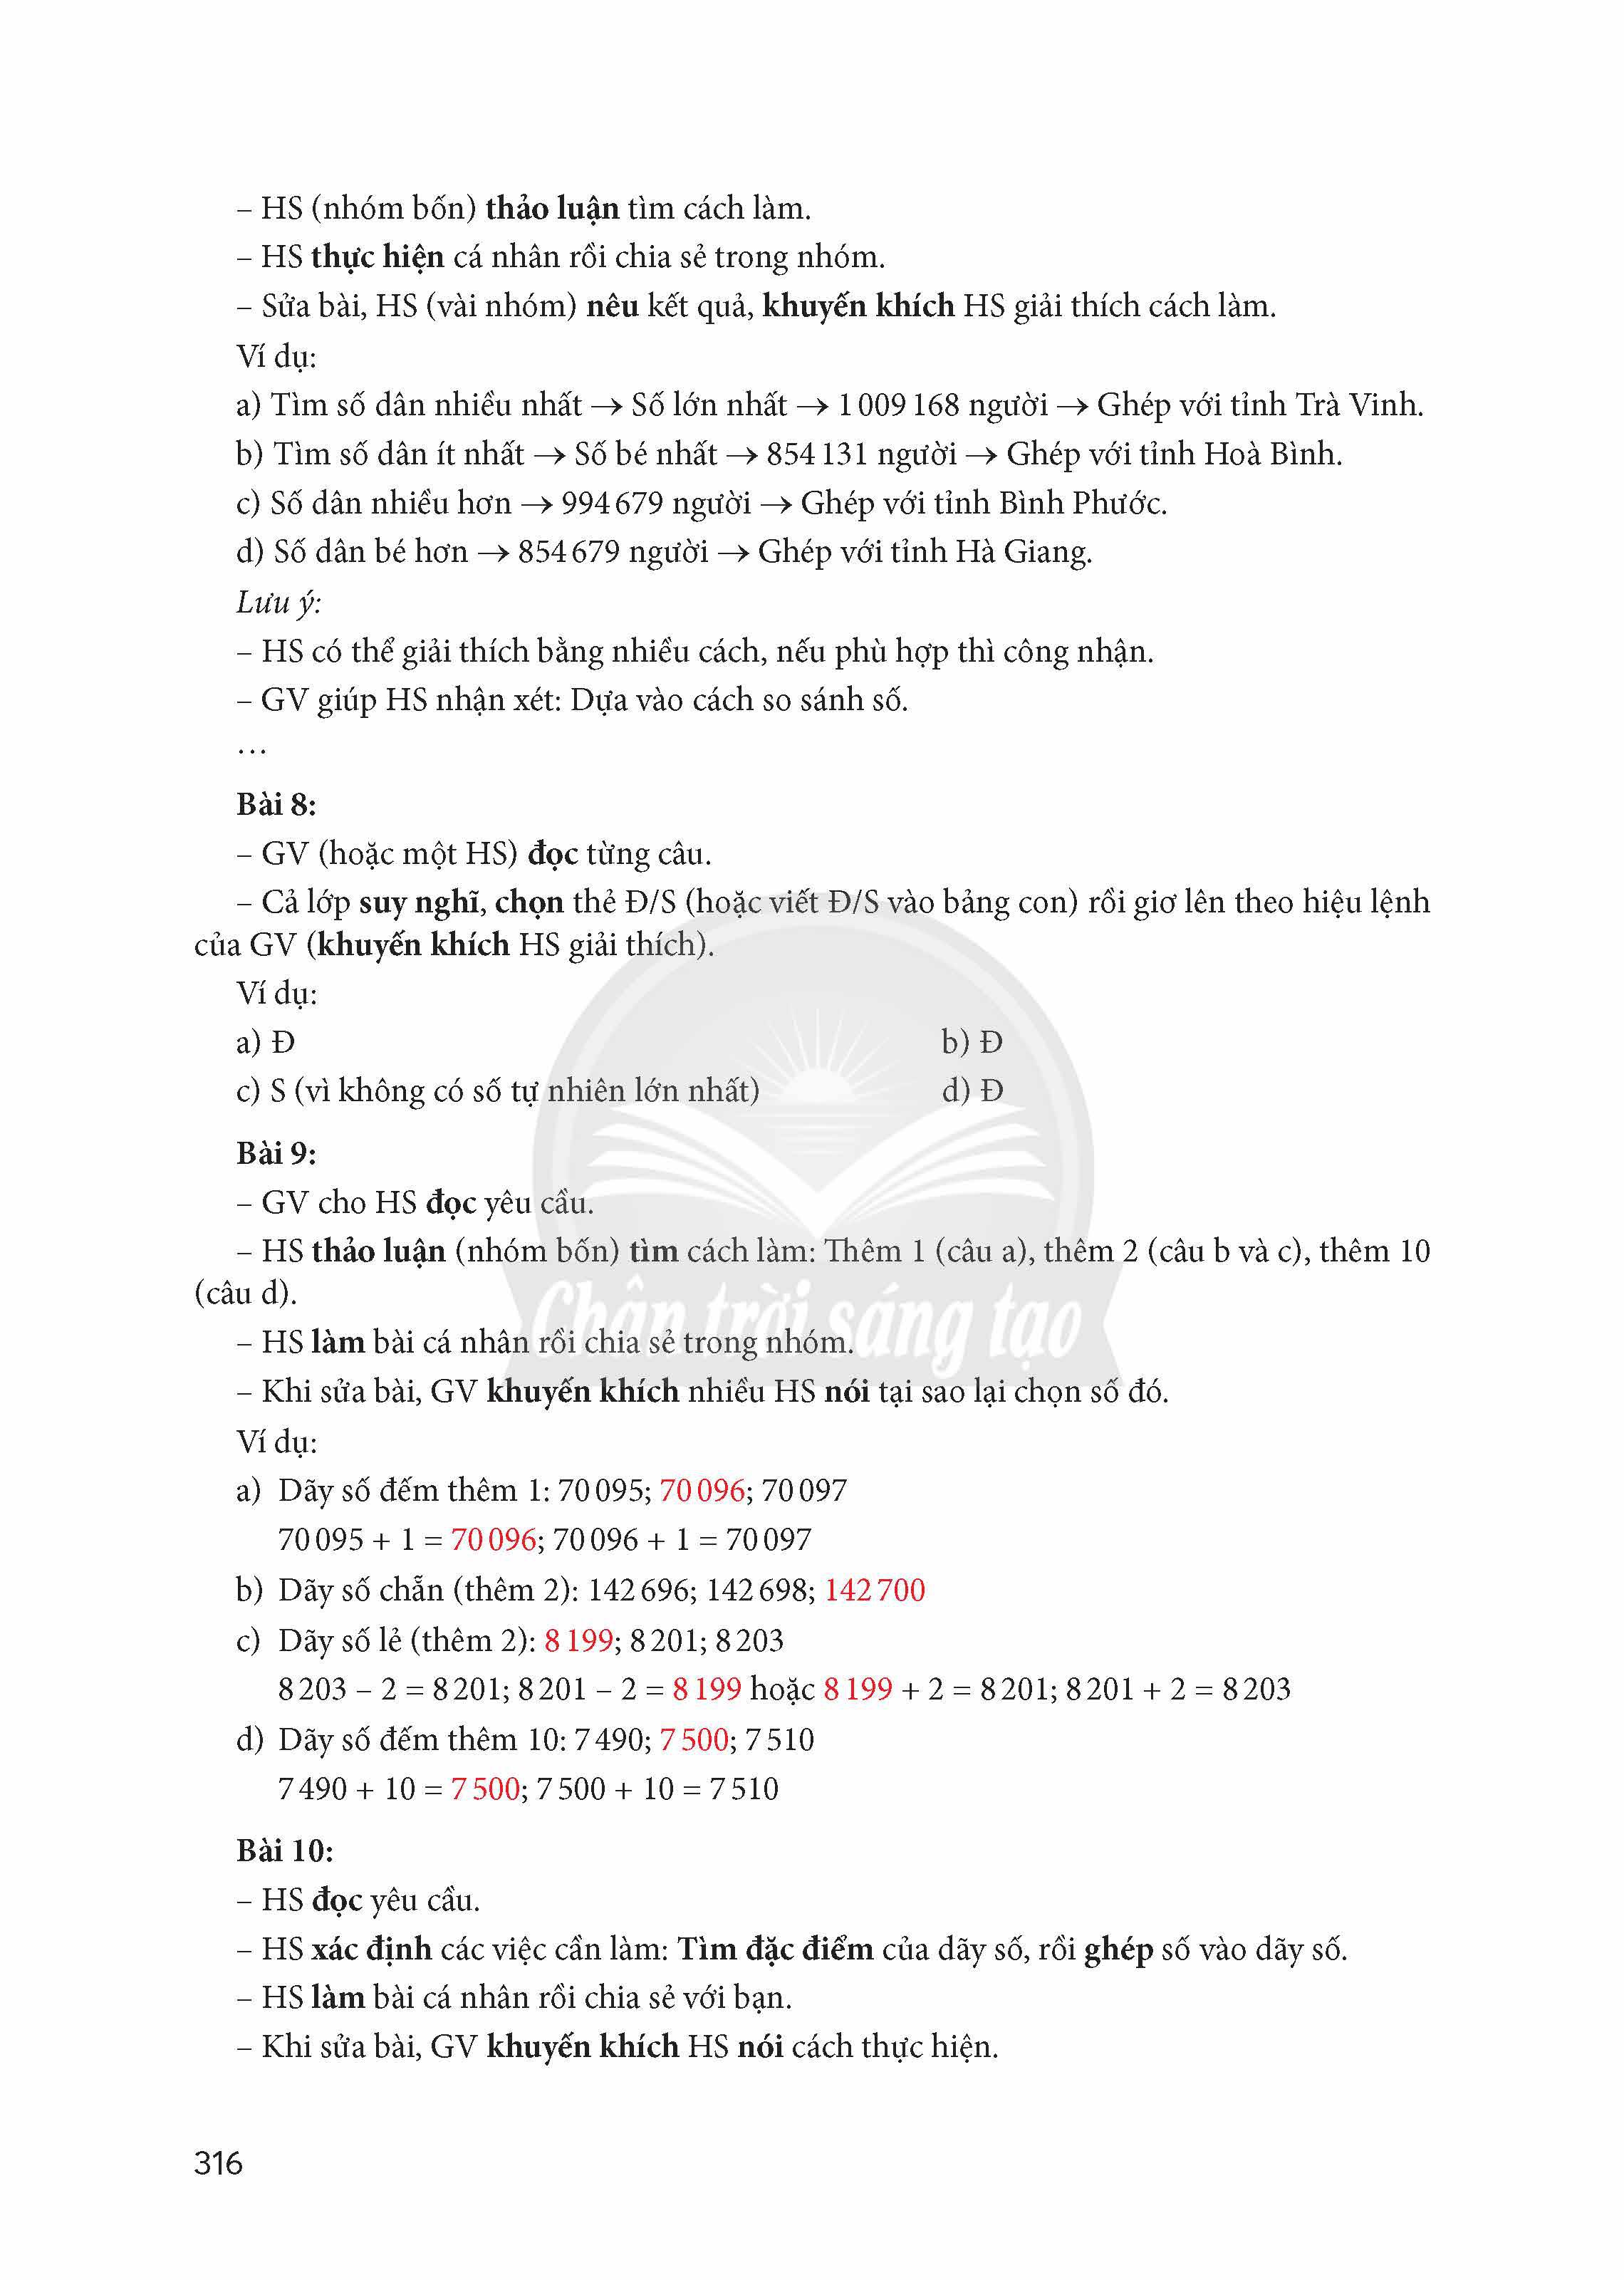 – HS (nhóm bốn) thảo luận tìm cách làm.
– HS thực hiện cá nhân rồi chia sẻ trong nhóm.
– Sửa bài, HS (vài nhóm) nêu kết quả, khuyến khích HS giải thích cách làm.
Ví dụ:
a) Tìm số dân nhiều nhất → Số lớn nhất → 1 009 168 người → Ghép với tỉnh Trà Vinh.
b) Tìm số dân ít nhất → Số bé nhất → 854 131 người → Ghép với tỉnh Hoà Bình.
c) Số dân nhiều hơn → 994 679 người → Ghép với tỉnh Bình Phước.
d) Số dân bé hơn → 854 679 người → Ghép với tỉnh Hà Giang.
Lưu ý:
– HS có thể giải thích bằng nhiều cách, nếu phù hợp thì công nhận.
– GV giúp HS nhận xét: Dựa vào cách so sánh số.
…
Bài 8:
– GV (hoặc một HS) đọc từng câu.
– Cả lớp suy nghĩ, chọn thẻ Đ/S (hoặc viết Đ/S vào bảng con) rồi giơ lên theo hiệu lệnh
của GV (khuyến khích HS giải thích).
Ví dụ:
a) Đ b) Đ
c) S (vì không có số tự nhiên lớn nhất) d) Đ
Bài 9:
– GV cho HS đọc yêu cầu.
– HS thảo luận (nhóm bốn) tìm cách làm: Thêm 1 (câu a), thêm 2 (câu b và c), thêm 10
(câu d).
Chân trời sáng tạo
– HS làm bài cá nhân rồi chia sẻ trong nhóm.
– Khi sửa bài, GV khuyến khích nhiều HS nói tại sao lại chọn số đó.
Ví dụ:
a) Dãy số đếm thêm 1: 70 095; 70 096; 70 097
70 095 + 1 = 70 096; 70 096 + 1 = 70 097
b) Dãy số chẵn (thêm 2): 142 696; 142 698; 142 700
c) Dãy số lẻ (thêm 2): 8 199; 8 201; 8 203
8 203 – 2 = 8 201; 8 201 – 2 = 8 199 hoặc 8 199 + 2 = 8 201; 8 201 + 2 = 8 203
d) Dãy số đếm thêm 10: 7 490; 7 500; 7 510
7 490 + 10 = 7 500; 7 500 + 10 = 7 510
Bài 10:
– HS đọc yêu cầu.
– HS xác định các việc cần làm: Tìm đặc điểm của dãy số, rồi ghép số vào dãy số.
– HS làm bài cá nhân rồi chia sẻ với bạn.
– Khi sửa bài, GV khuyến khích HS nói cách thực hiện.
316